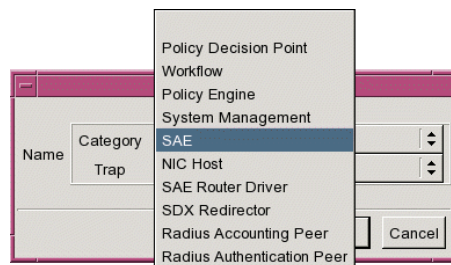 Policy Decision Point
Workflow
Policy Engine
System Management
Category
SAE
Name
Trap
NIC Host
SAE Router Driver
SDX Redirector
Radius Accounting Peer
Cancel
Radius Authentication Peer